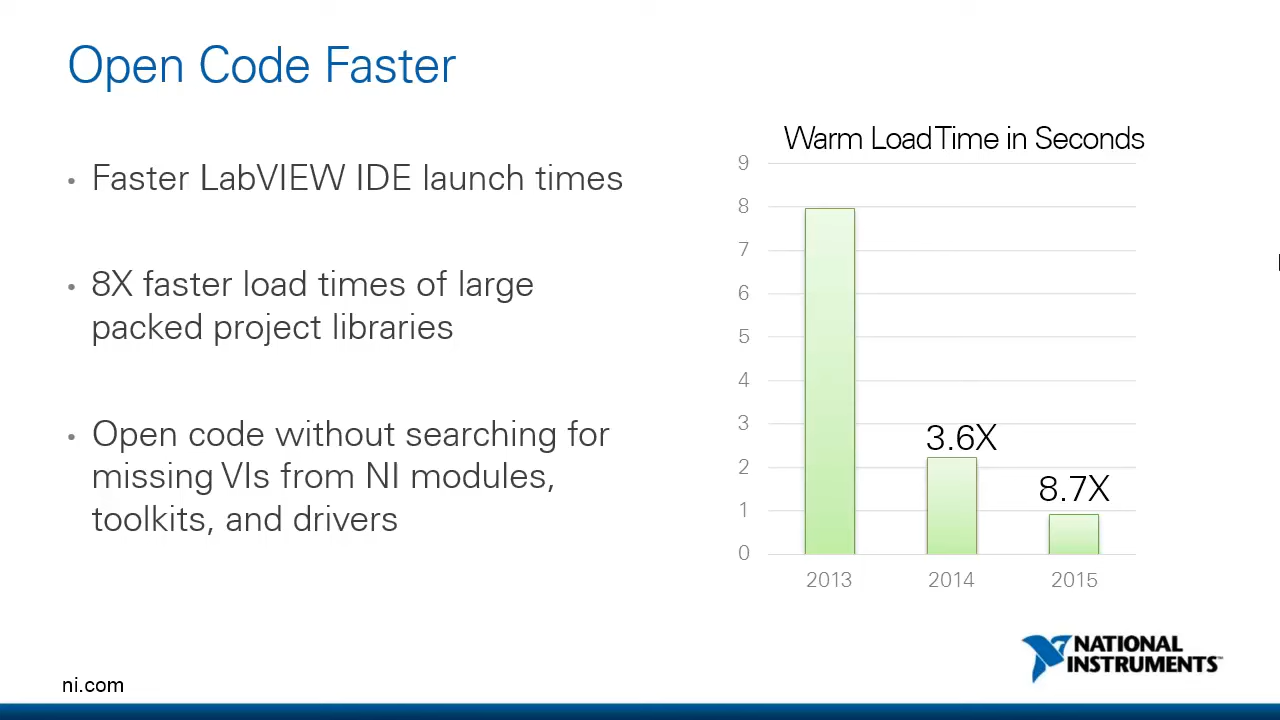 Open Code Faster
• Faster LabVIEW IDE launch times
• 8X faster load times of large
packed project libraries
• Open code without searching for
missing VIs from NI modules,
toolkits, and drivers
Warm Load Time in Seconds
9
8
7
6
5
4
3
2
1
0
3.6X
8.7X
2013
2014
2015
NATIONAL
INSTRUMENTS™
ni.com